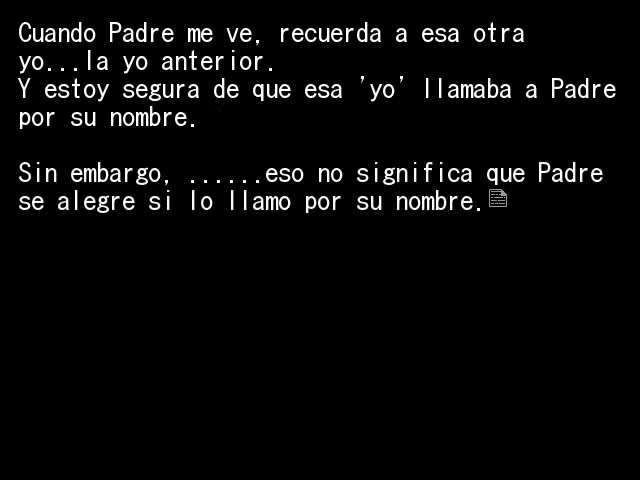 Cuando Padre me ve, recuerda a esa otra
yo...la yo anterior.
Y estoy segura de que esa 'yo' llamaba a Padre
por su nombre.
Sin embargo, ......eso no significa que Padre
se alegre si lo llamo por su nombre.